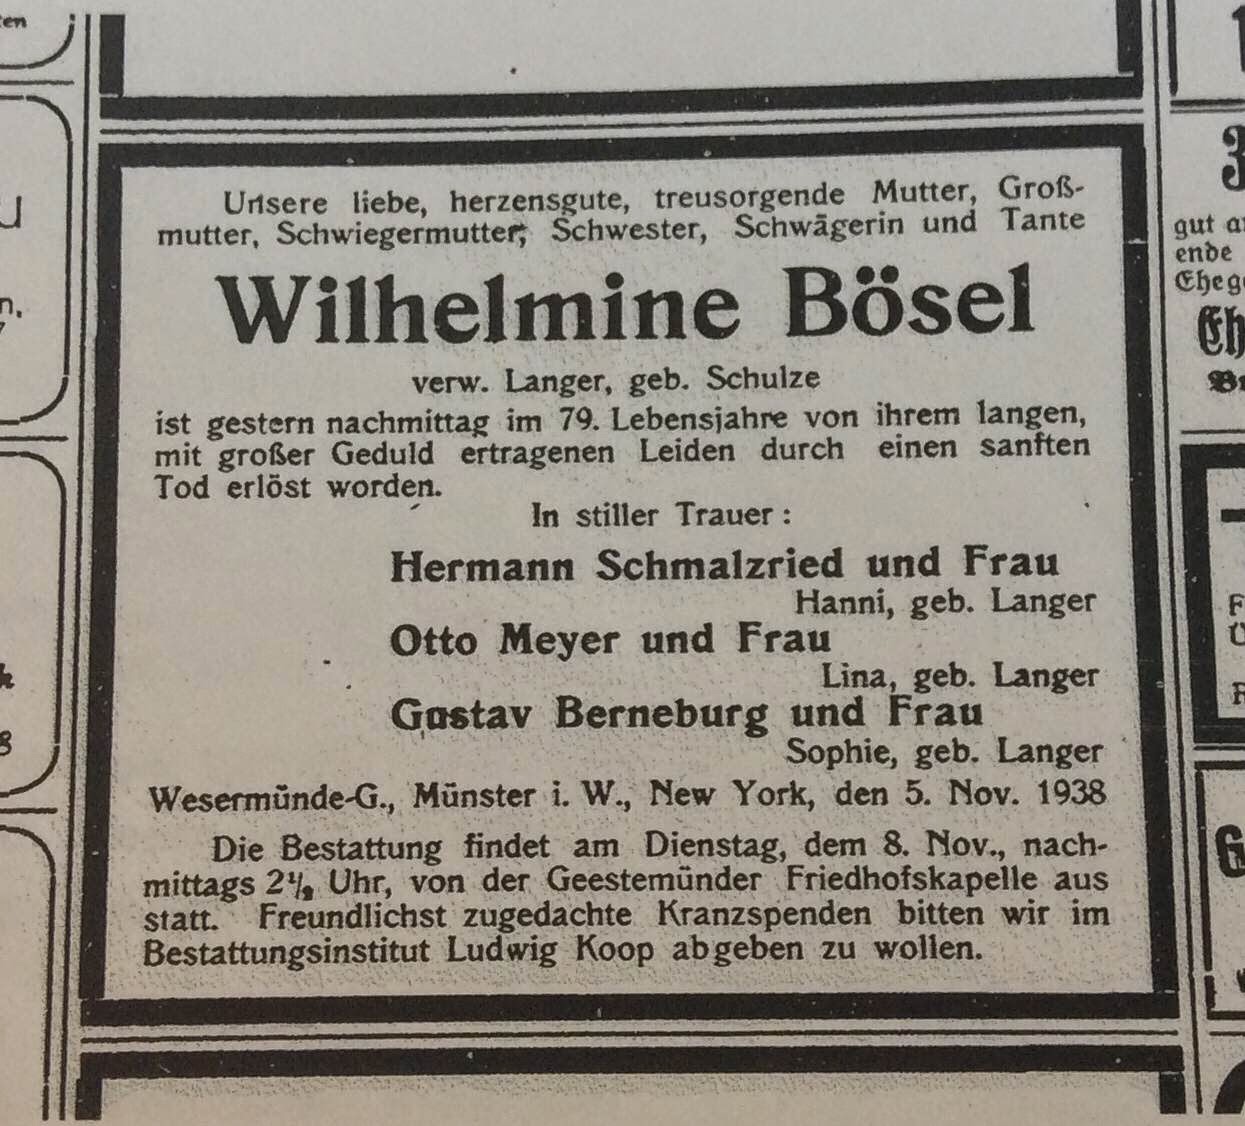 Unsere liebe, herzensgute, treusorgende Mutter, Groß-
mutter, Schwiegermutter, Schwester, Schwägerin und Tante
Wilhelmine Bösel
verw. Langer, geb. Schulze
ist gestern nachmittag im 79. Lebensjahre von ihrem langen,
mit großer Geduld ertragenen Leiden durch einen sanften
Tod erlöst worden.
In stiller Trauer:
Hermann Schmalzried und Frau
Hanni, geb. Langer
Otto Meyer und Frau
Lina, geb. Langer
Gustav Berneburg und Frau
Sophie, geb. Langer
Wesermünde-G., Münster i. W., New York, den 5. Nov. 1938
Die Bestattung findet am Dienstag, dem 8. Nov., nach-
mittags 2½ Uhr, von der Geestemünder Friedhofskapelle aus
statt. Freundlichst zugedachte Kranzspenden bitten wir im
Bestattungsinstitut Ludwig Koop abgeben zu wollen.
gut
ende